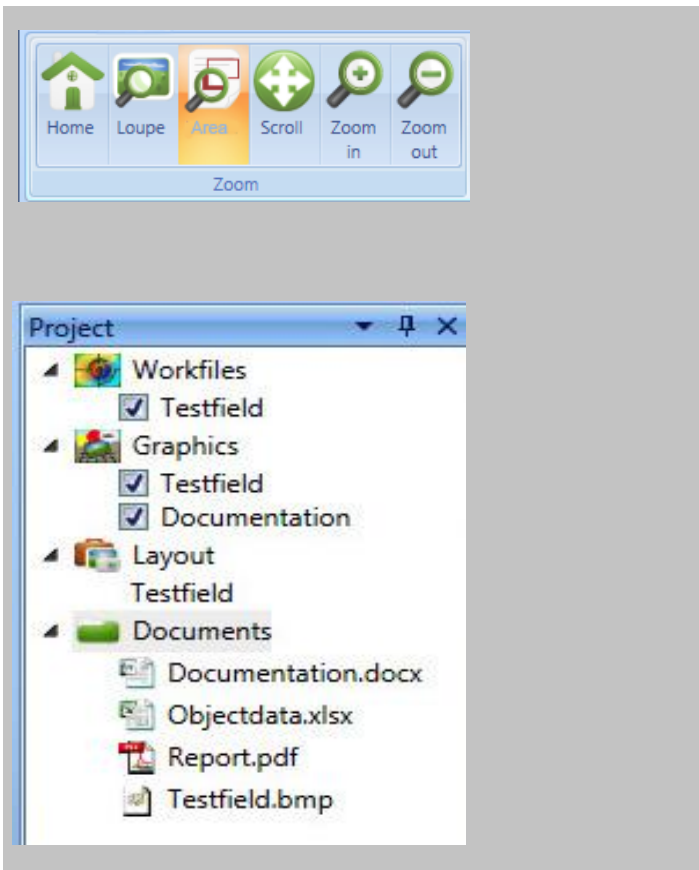 Home Loupe Area Scroll Zoom in Zoom out
Zoom
Project
Workfiles
Testfield
Graphics
Testfield
Documentation
Layout
Testfield
Documents
Documentation.docx
Objectdata.xlsx
Report.pdf
Testfield.bmp